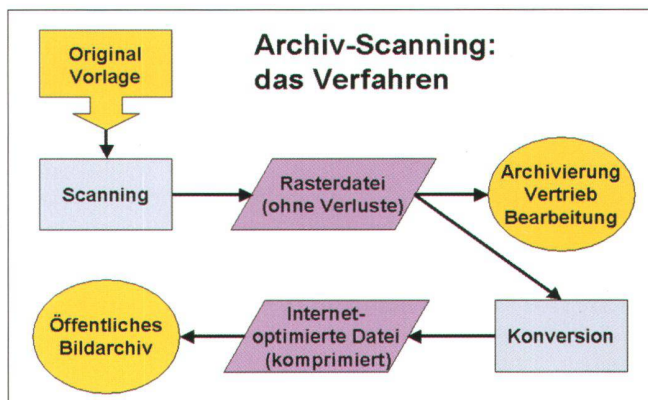 Archiv-Scanning:
das Verfahren
Original
Vorlage
Scanning
Rasterdatei
(ohne Verluste)
Archivierung
Vertrieb
Bearbeitung
Öffentliches
Bildarchiv
Internet-
optimierte Datei
(komprimiert)
Konversion